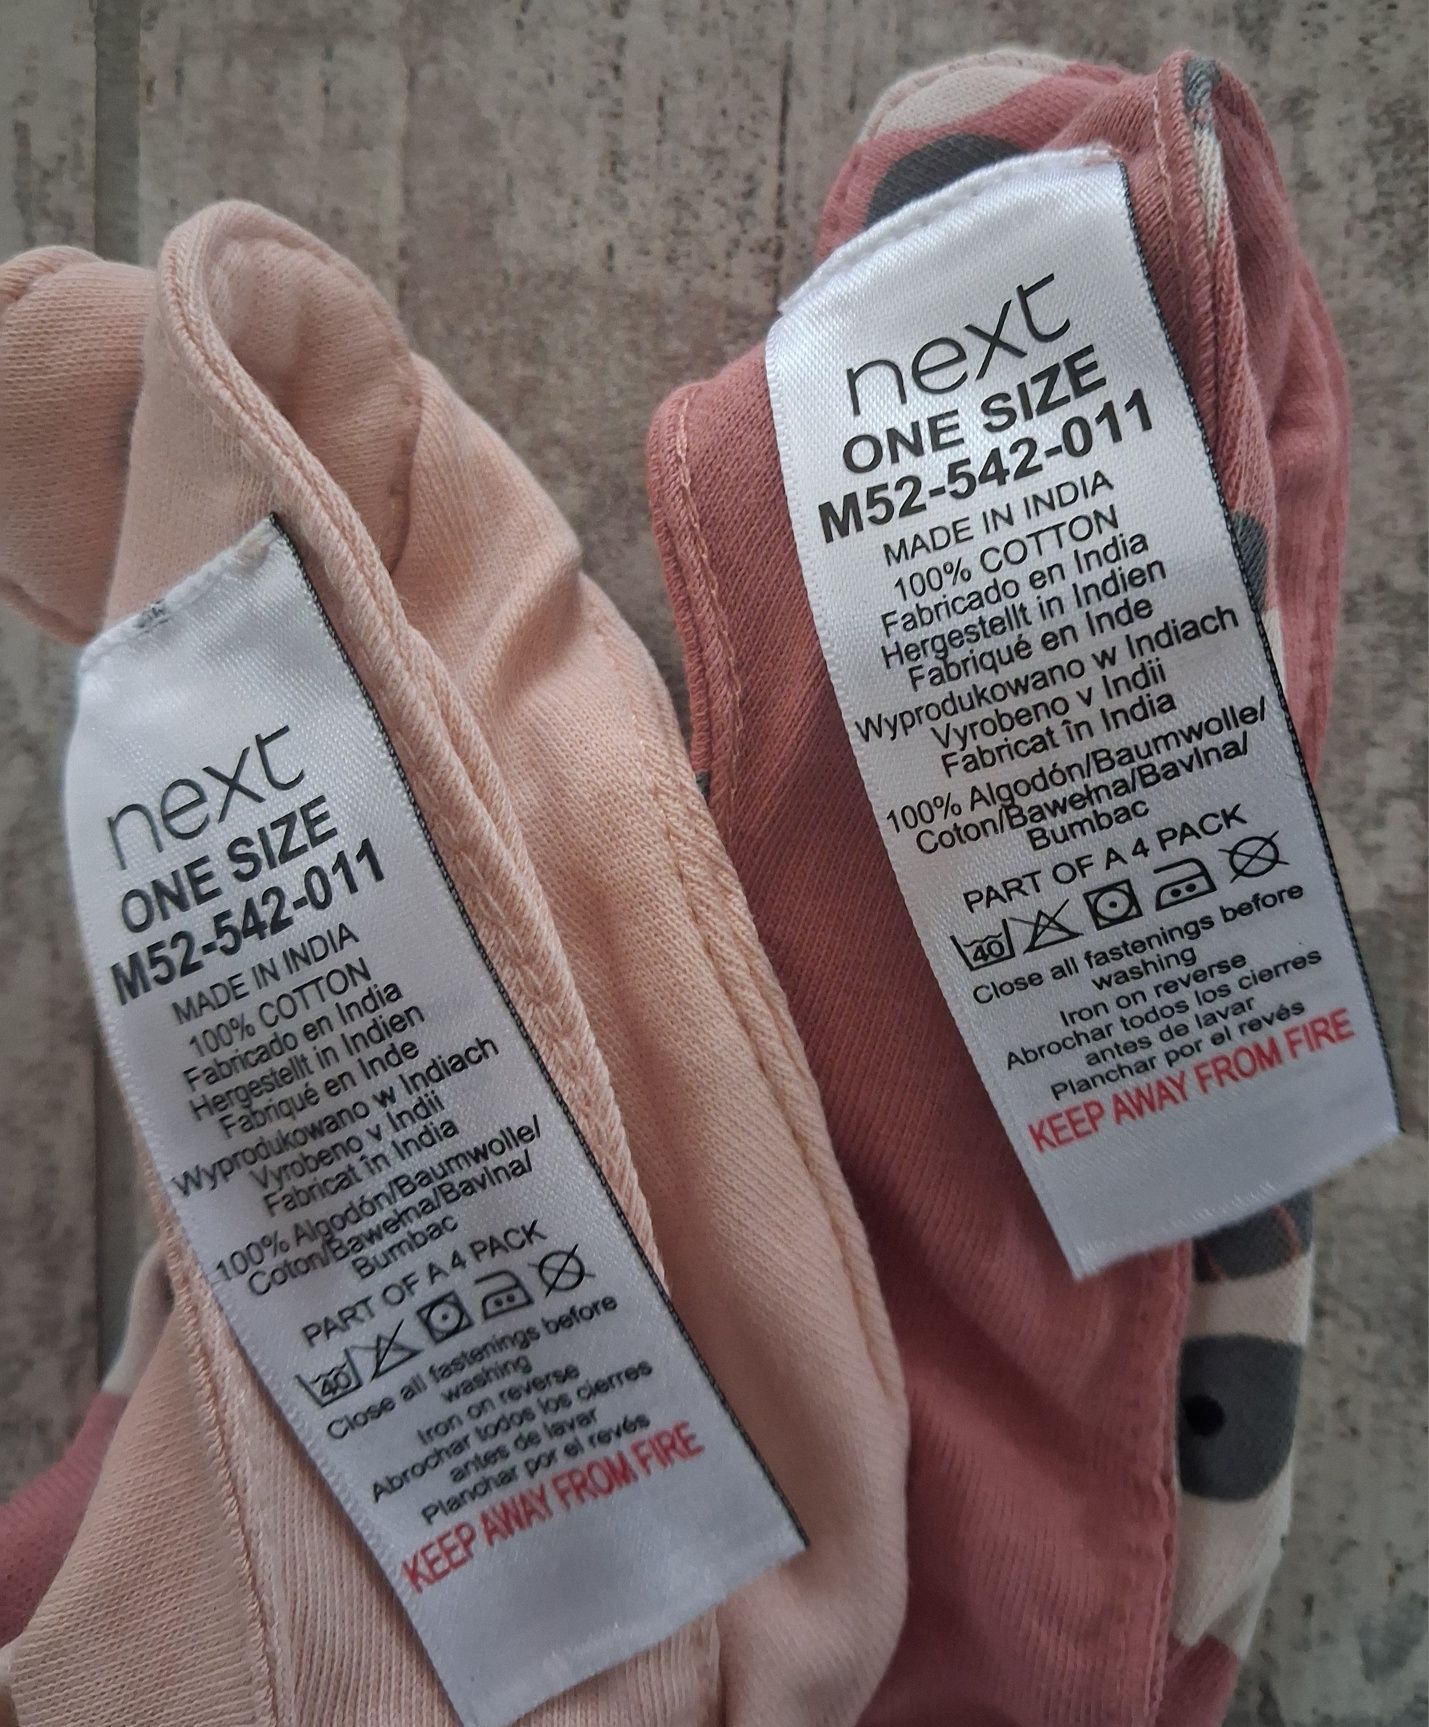 next
ONE SIZE
M52-542-011
MADE IN INDIA
100% COTTON
Fabricado en India
Hergestellt in Indien
Fabriqué en Inde
Wyprodukowano w Indiach
Vyrobeno v Indii
Fabricat în India
100% Algodón/Baumwolle/
Coton/Bawełna/Bavlna/
Bumbac
PART OF A 4 PACK
40
Close all fastenings before
washing
Iron on reverse
Abrochar todos los cierres
antes de lavar
Planchar por el revés
KEEP AWAY FROM FIRE
next
ONE SIZE
M52-542-011
MADE IN INDIA
100% COTTON
Fabricado en India
Hergestellt in Indien
Fabriqué en Inde
Wyprodukowano w Indiach
Vyrobeno v Indii
Fabricat în India
100% Algodón/Baumwolle/
Coton/Bawełna/Bavlna/
Bumbac
PART OF A 4 PACK
40
Close all fastenings before
washing
Iron on reverse
Abrochar todos los cierres
antes de lavar
Planchar por el revés
KEEP AWAY FROM FIRE